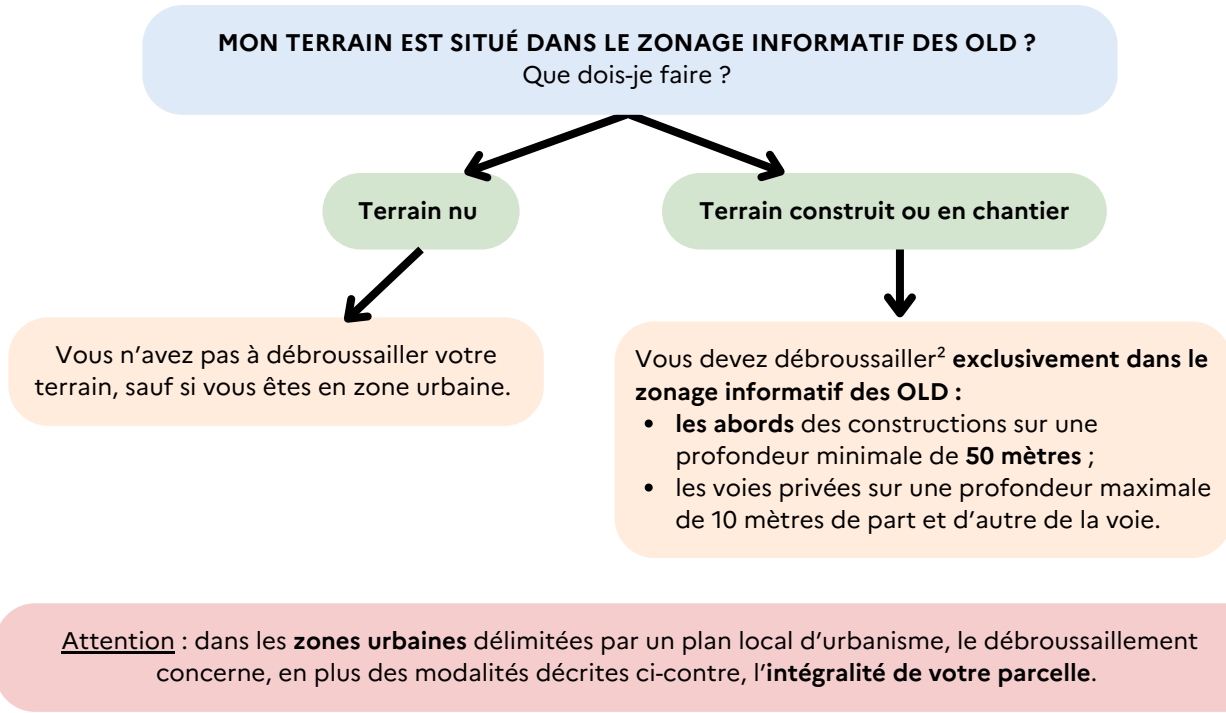 MON TERRAIN EST SITUÉ DANS LE ZONAGE INFORMATIF DES OLD ?
Que dois-je faire ?
Terrain nu
Terrain construit ou en chantier
Vous n’avez pas à débroussailler votre
terrain, sauf si vous êtes en zone urbaine.
Vous devez débroussailler² exclusivement dans le
zonage informatif des OLD :
• les abords des constructions sur une
profondeur minimale de 50 mètres ;
• les voies privées sur une profondeur maximale
de 10 mètres de part et d’autre de la voie.
Attention : dans les zones urbaines délimitées par un plan local d’urbanisme, le débroussaillement
concerne, en plus des modalités décrites ci-contre, l’intégralité de votre parcelle.